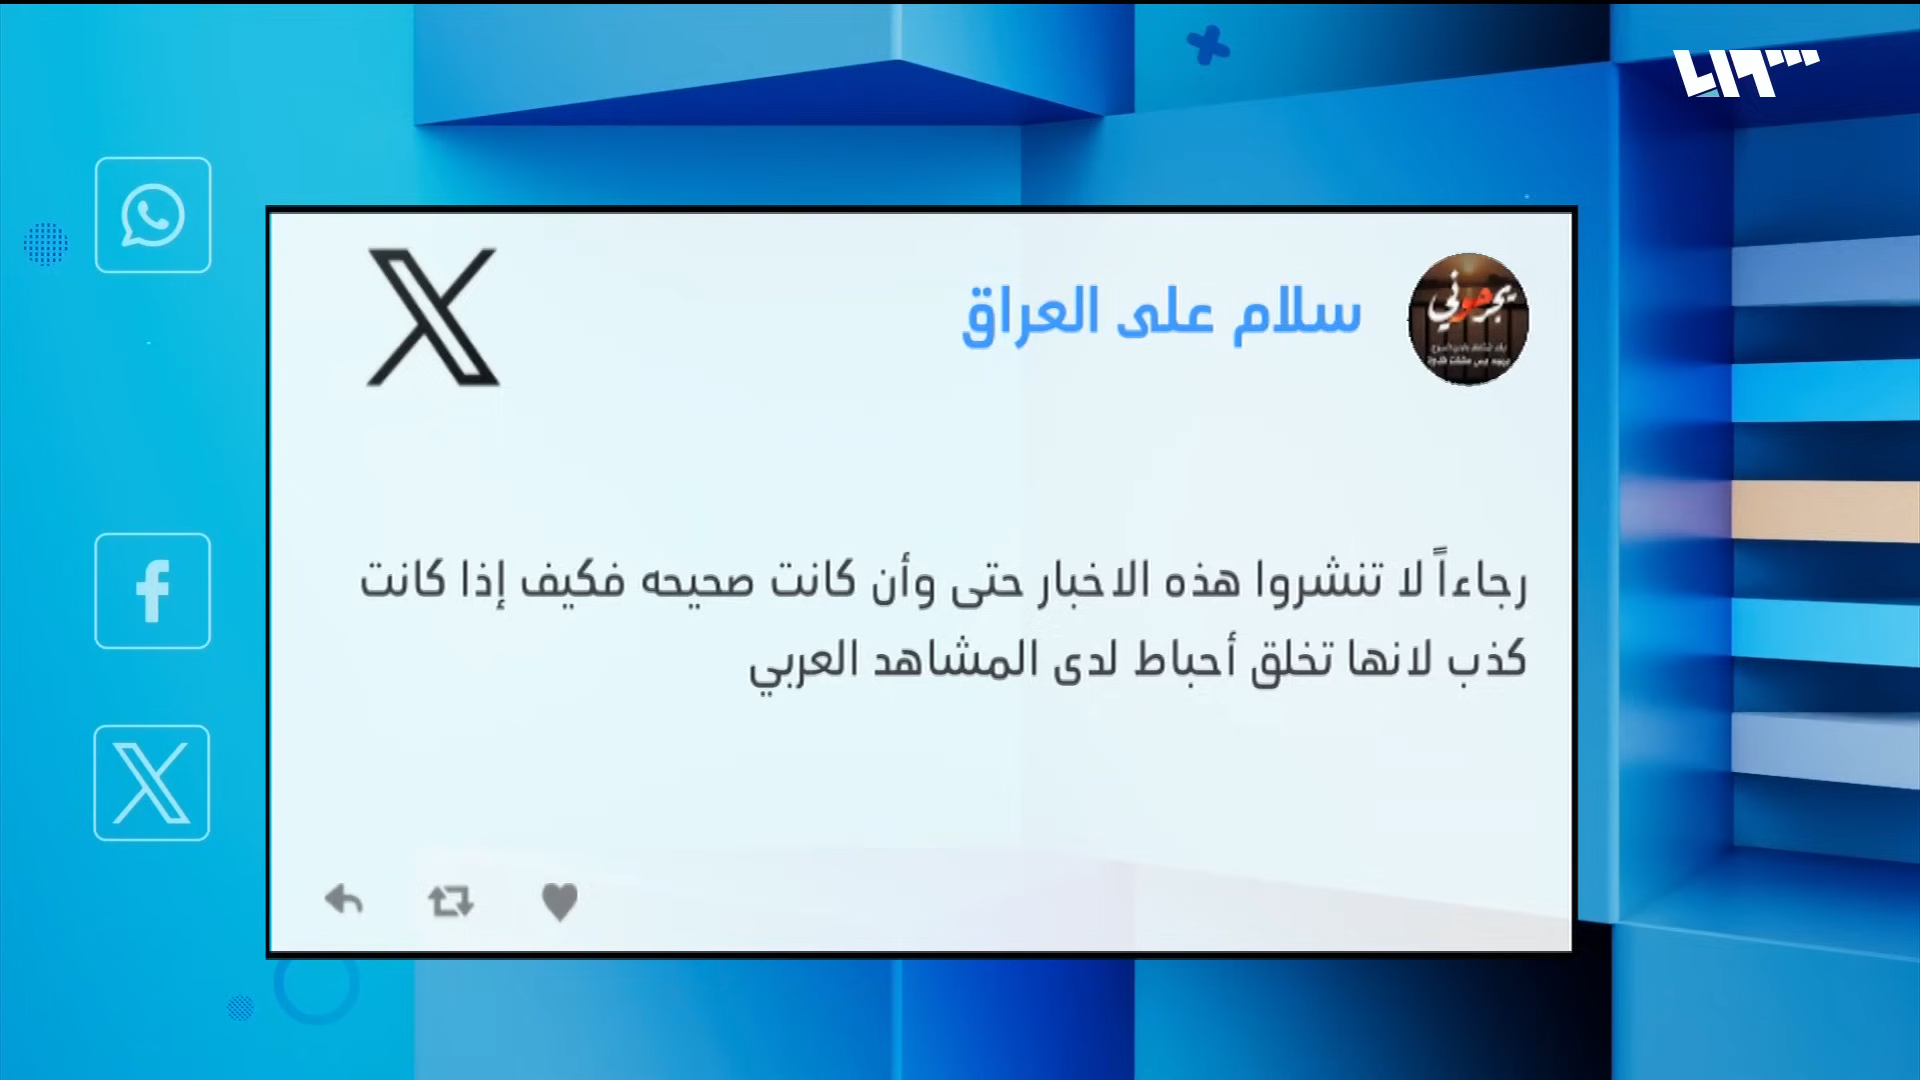 سلام على العراق
يجرحوني
رجاءاً لا تنشروا هذه الاخبار حتى وأن كانت صحيحه فكيف إذا كانت
كذب لانها تخلق أحباط لدى المشاهد العربي